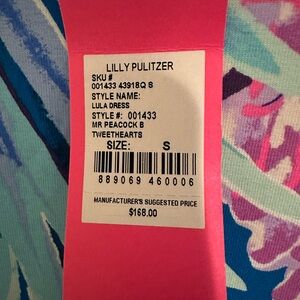 LILLY PULITZER
SKU #
001433 43918Q S
STYLE NAME:
LULA DRESS
STYLE #: 001433
MR PEACOCK B
TWEETHEARTS
SIZE: S
889069 460006
MANUFACTURER'S SUGGESTED PRICE
$168.00